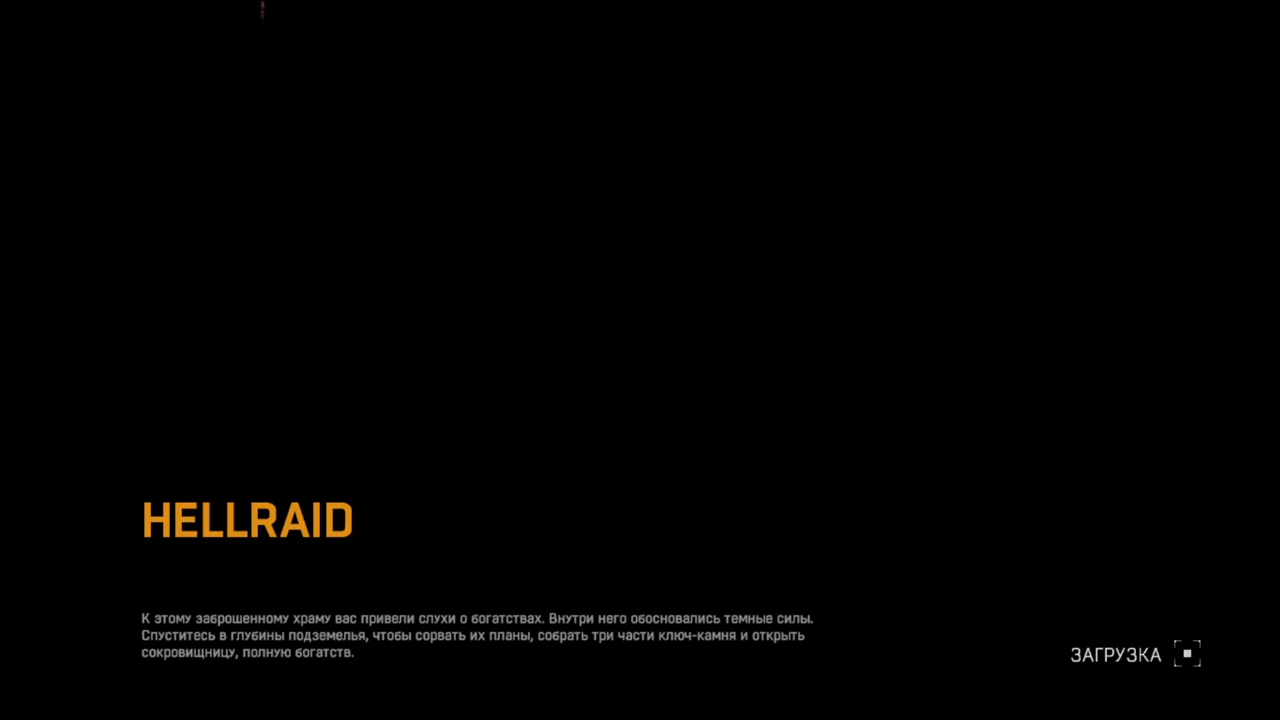 HELLRAID
К этому заброшенному храму вас привели слухи о богатствах. Внутри него обосновались темные силы.
Спуститесь в глубины подземелья, чтобы сорвать их планы, собрать три части ключ-камня и открыть
сокровищницу, полную богатств.
ЗАГРУЗКА